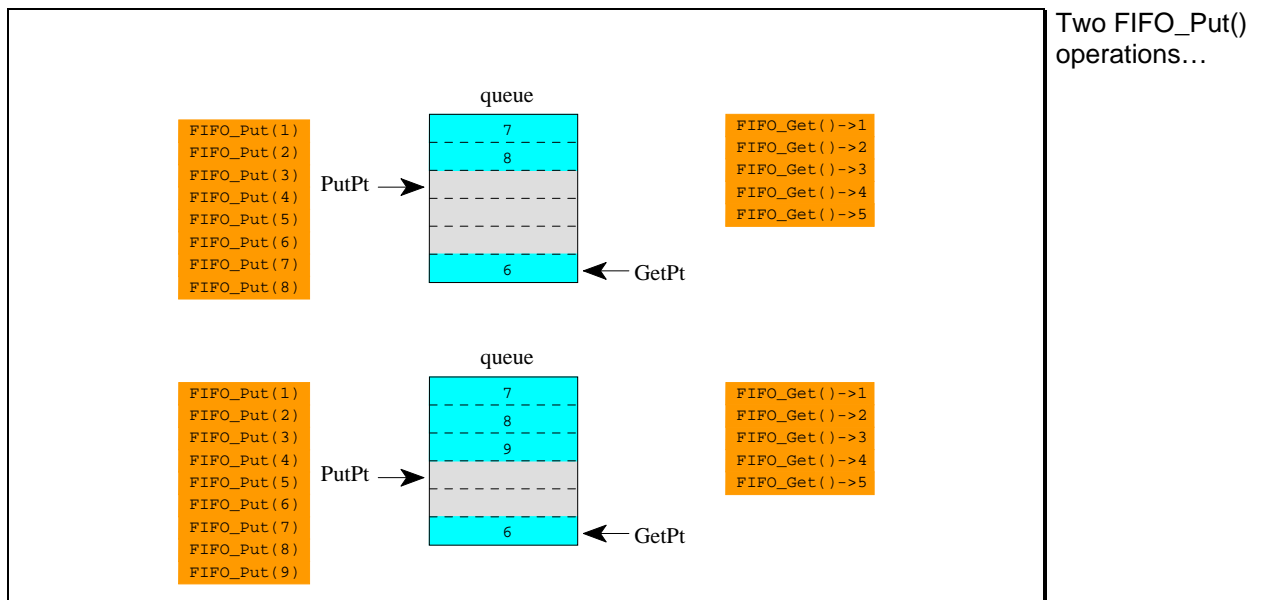 Two FIFO_Put()
operations…
queue
FIFO_Put(1)
FIFO_Put(2)
FIFO_Put(3)
FIFO_Put(4)
FIFO_Put(5)
FIFO_Put(6)
FIFO_Put(7)
FIFO_Put(8)
PutPt
7
8
6
GetPt
FIFO_Get()->1
FIFO_Get()->2
FIFO_Get()->3
FIFO_Get()->4
FIFO_Get()->5
queue
FIFO_Put(1)
FIFO_Put(2)
FIFO_Put(3)
FIFO_Put(4)
FIFO_Put(5)
FIFO_Put(6)
FIFO_Put(7)
FIFO_Put(8)
FIFO_Put(9)
PutPt
7
8
9
6
GetPt
FIFO_Get()->1
FIFO_Get()->2
FIFO_Get()->3
FIFO_Get()->4
FIFO_Get()->5